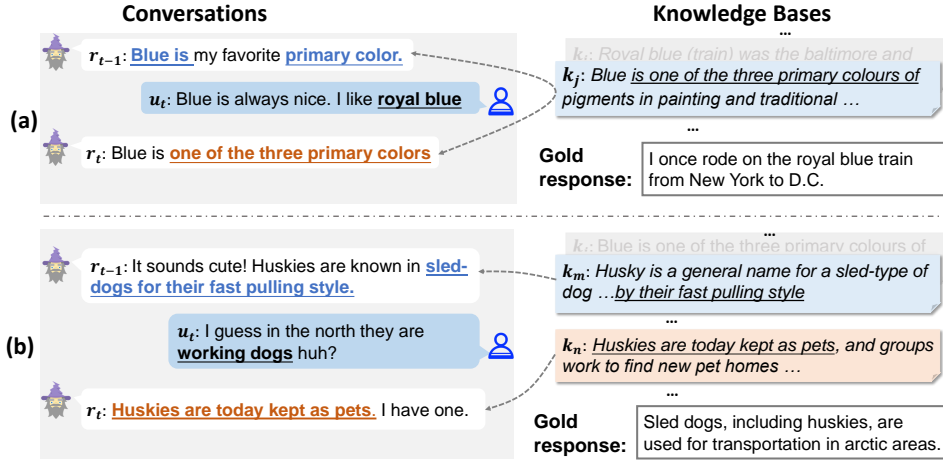 Conversations
Knowledge Bases
(a)
r_{t-1}: Blue is my favorite primary color.
u_t: Blue is always nice. I like royal blue
r_t: Blue is one of the three primary colors
...
Royal blue (train) was the baltimore and
k_j: Blue is one of the three primary colours of
pigments in painting and traditional ...
...
Gold
response:
I once rode on the royal blue train
from New York to D.C.
(b)
r_{t-1}: It sounds cute! Huskies are known in sled-
dogs for their fast pulling style.
u_t: I guess in the north they are
working dogs huh?
r_t: Huskies are today kept as pets. I have one.
...
Blue is one of the three primary colours of
k_m: Husky is a general name for a sled-type of
dog ...by their fast pulling style
...
k_n: Huskies are today kept as pets, and groups
work to find new pet homes ...
...
Gold
response:
Sled dogs, including huskies, are
used for transportation in arctic areas.